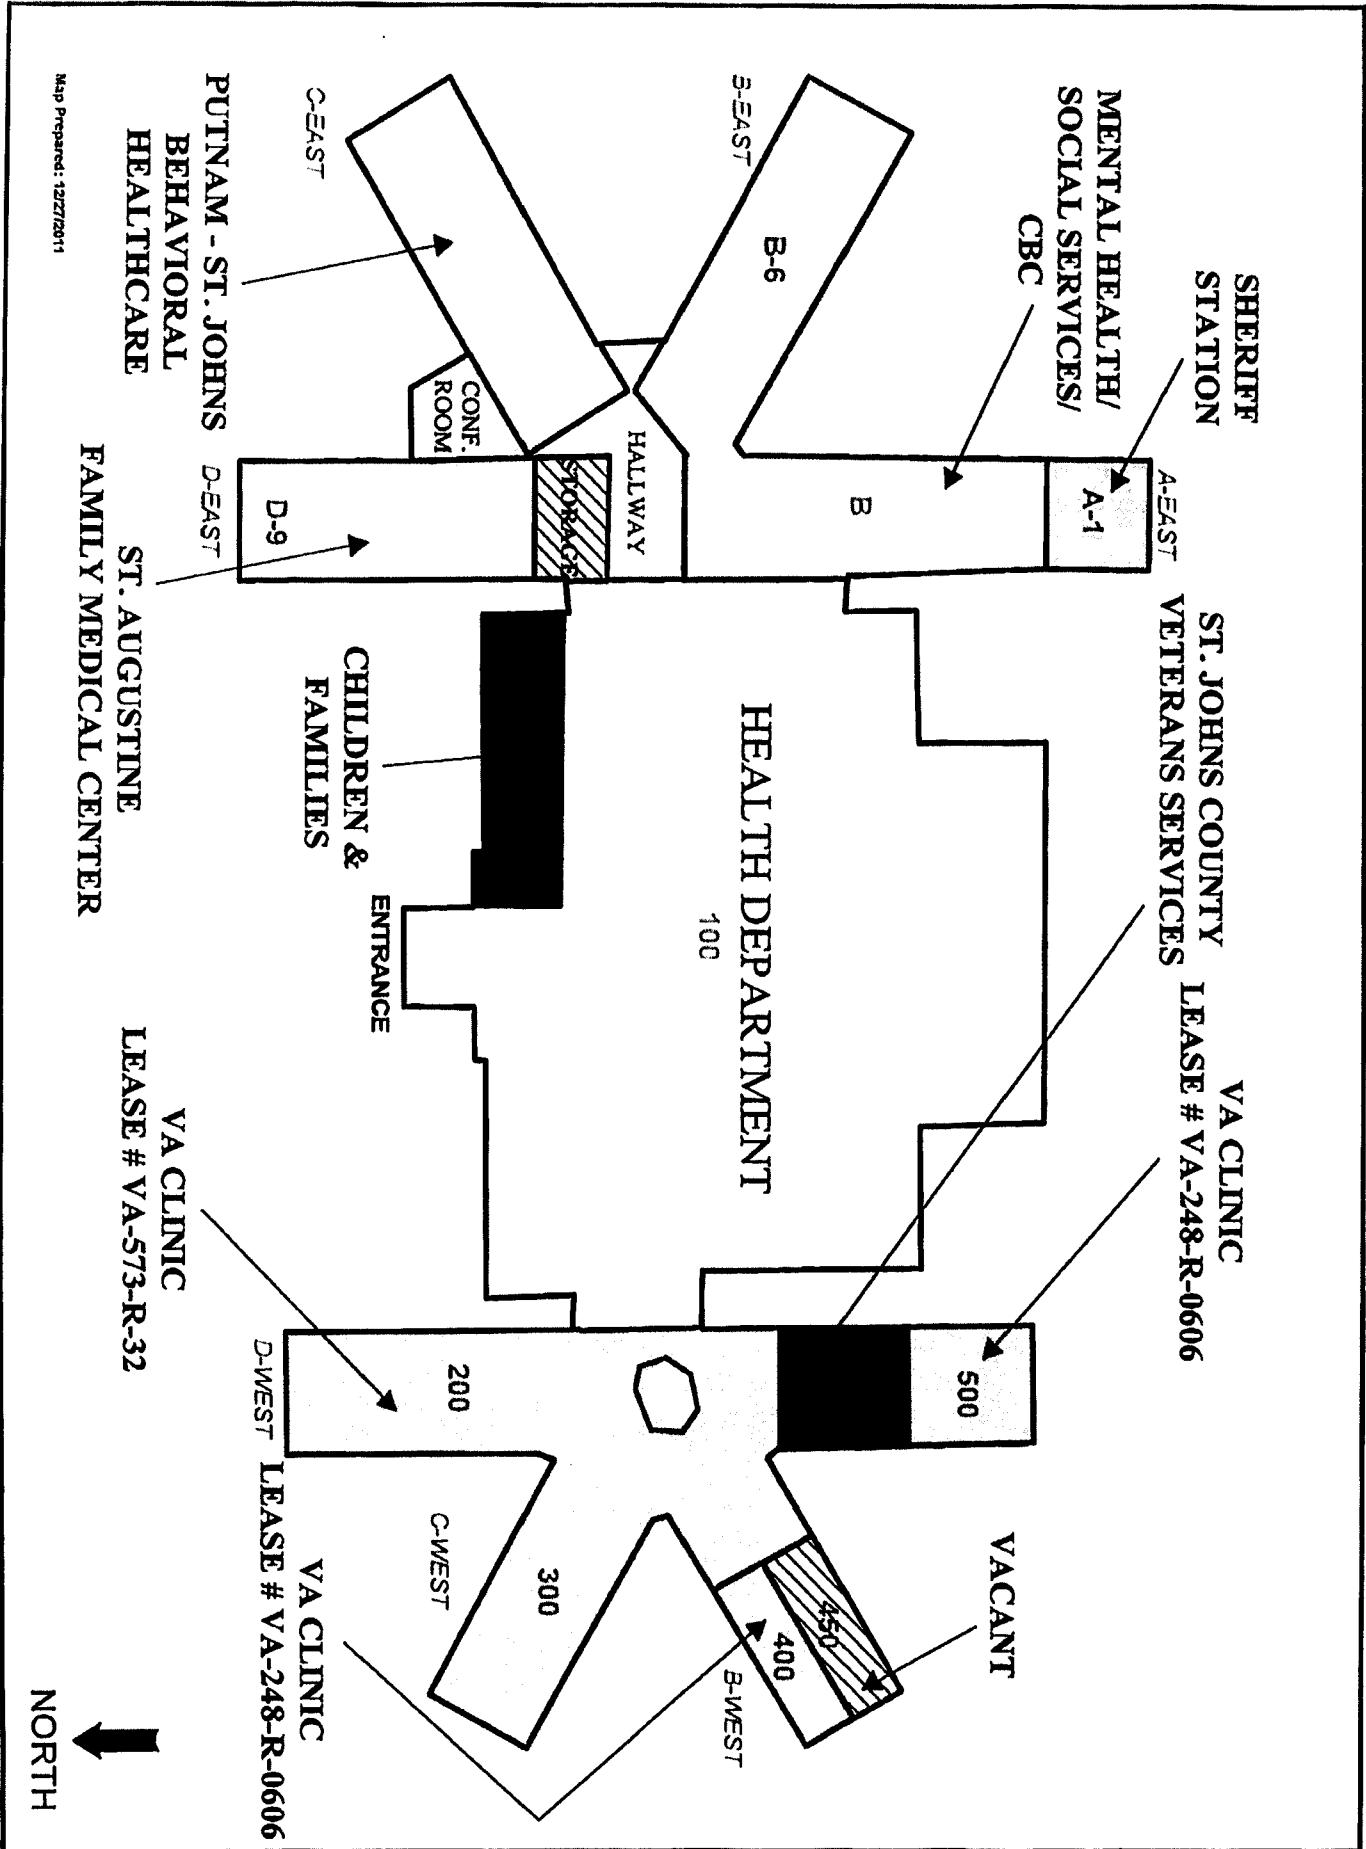 SHERIFF
STATION
MENTAL HEALTH/
SOCIAL SERVICES/
CBC
A-EAST
A-1
B
B-EAST
B-6
C-EAST
PUTNAM - ST. JOHNS
BEHAVIORAL
HEALTHCARE
CONF.
ROOM
HALLWAY
STORAGE
D-9
D-EAST
ST. AUGUSTINE
FAMILY MEDICAL CENTER
CHILDREN &
FAMILIES
ENTRANCE
HEALTH DEPARTMENT
100
ST. JOHNS COUNTY
VETERANS SERVICES
VA CLINIC
LEASE # VA-248-R-0606
500
VACANT
450
400
B-WEST
200
D-WEST
300
C-WEST
VA CLINIC
LEASE # VA-573-R-32
VA CLINIC
LEASE # VA-248-R-0606
NORTH
Map Prepared: 12/27/2011